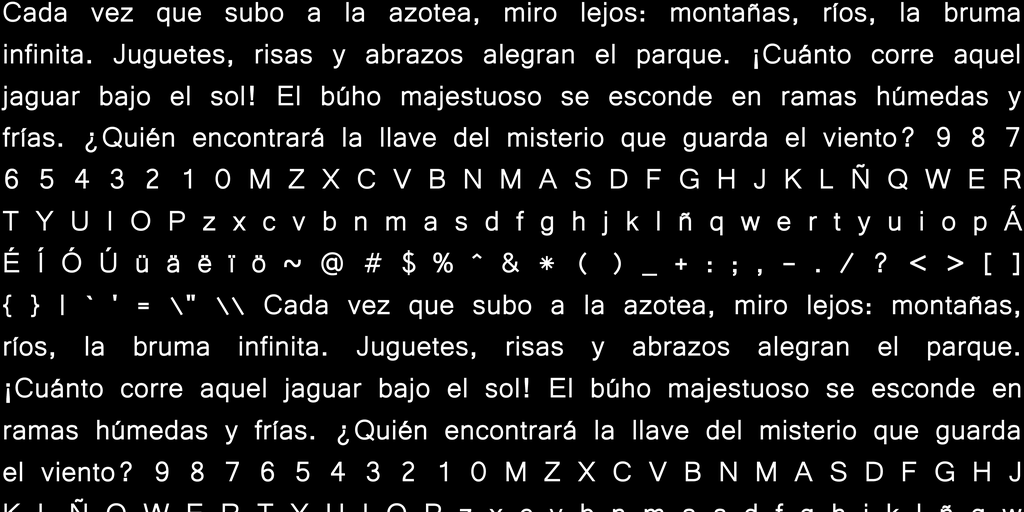 Cada vez que subo a la azotea, miro lejos: montañas, ríos, la bruma
infinita. Juguetes, risas y abrazos alegran el parque. ¡Cuánto corre aquel
jaguar bajo el sol! El búho majestuoso se esconde en ramas húmedas y
frías. ¿Quién encontrará la llave del misterio que guarda el viento? 9 8 7
6 5 4 3 2 1 0 M Z X C V B N M A S D F G H J K L Ñ Q W E R
T Y U I O P z x c v b n m a s d f g h j k l ñ q w e r t y u i o p Á
É Í Ó Ú ü ä ë ï ö ~ @ # $ % ^ & * ( ) _ + : ; , - . / ? < > [ ]
{ } | ` ' = \" \\ Cada vez que subo a la azotea, miro lejos: montañas,
ríos, la bruma infinita. Juguetes, risas y abrazos alegran el parque.
¡Cuánto corre aquel jaguar bajo el sol! El búho majestuoso se esconde en
ramas húmedas y frías. ¿Quién encontrará la llave del misterio que guarda
el viento? 9 8 7 6 5 4 3 2 1 0 M Z X C V B N M A S D F G H J
K L Ñ Q W E R T Y U I O P z x c v b n m a s d f g h j k l ñ q w